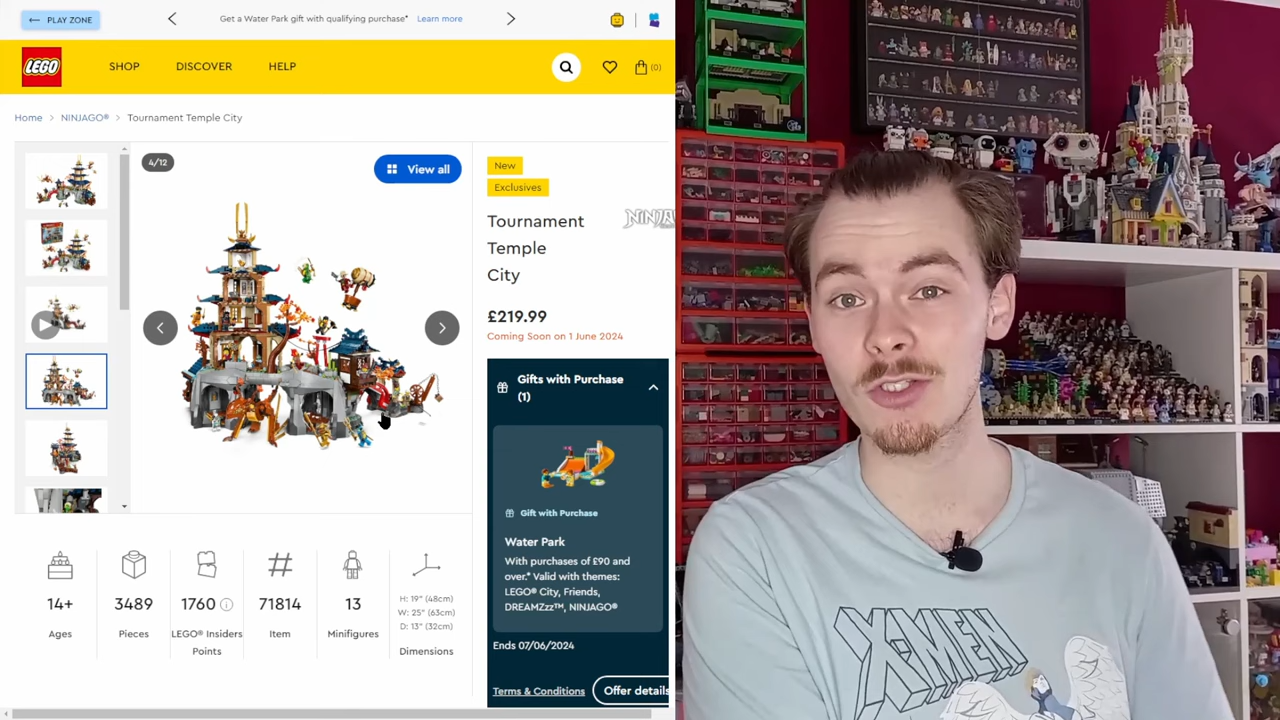 ← PLAY ZONE
Get a Water Park gift with qualifying purchase* Learn more
LEGO
SHOP
DISCOVER
HELP
(0)
Home > NINJAGO® > Tournament Temple City
4/12
View all
New
Exclusives
Tournament
Temple
City
NINJA
£219.99
Coming Soon on 1 June 2024
Gifts with Purchase
(1)
Gift with Purchase
Water Park
With purchases of £90 and
over.* Valid with themes:
LEGO® City, Friends,
DREAMZzz™, NINJAGO®
Ends 07/06/2024
Terms & Conditions
Offer details
14+
Ages
3489
Pieces
1760
LEGO® Insiders
Points
#
71814
Item
13
Minifigures
H: 19" (48cm)
W: 25" (63cm)
D: 13" (32cm)
Dimensions
X-MEN